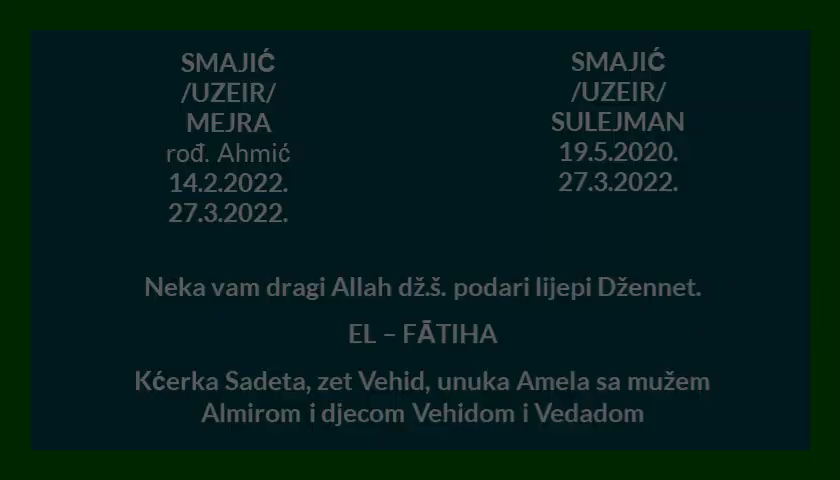 SMAJIĆ
/UZEIR/
MEJRA
rođ. Ahmić
14.2.2022.
27.3.2022.
SMAJIĆ
/UZEIR/
SULEJMAN
19.5.2020.
27.3.2022.
Neka vam dragi Allah dž.š. podari lijepi Džennet.
EL – FĀTIHA
Kćerka Sadeta, zet Vehid, unuka Amela sa mužem
Almirom i djecom Vehidom i Vedadom